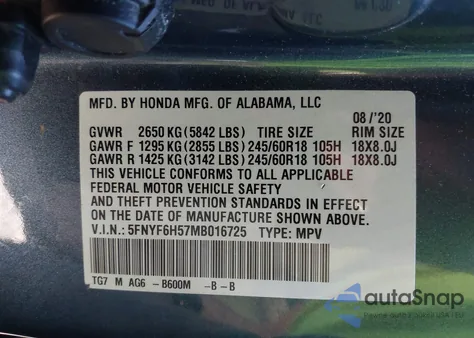 MFD. BY HONDA MFG. OF ALABAMA, LLC 08 /'20
GVWR 2650 KG (5842 LBS) TIRE SIZE RIM SIZE
GAWR F 1295 KG (2855 LBS) 245/60R18 105H 18X8.0J
GAWR R 1425 KG (3142 LBS) 245/60R18 105H 18X8.0J
THIS VEHICLE CONFORMS TO ALL APPLICABLE
FEDERAL MOTOR VEHICLE SAFETY
AND THEFT PREVENTION STANDARDS IN EFFECT
ON THE DATE OF MANUFACTURE SHOWN ABOVE.
V.I.N.: 5FNYF6H57MB016725 TYPE: MPV
TG7 M AG6 -B600M -B-B
autoSnap